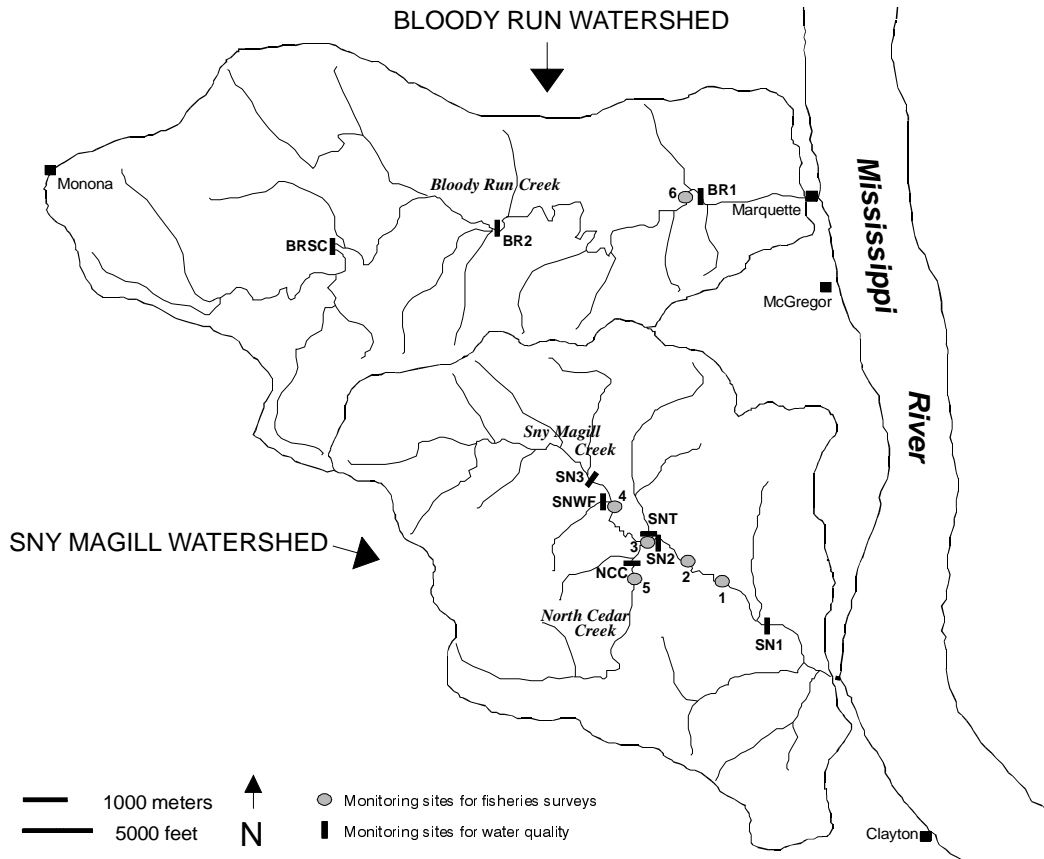 BLOODY RUN WATERSHED
Monona
Bloody Run Creek
6
BR1
Marquette
BRSC
BR2
McGregor
Mississippi
River
Sny Magill
Creek
SN3
SNWF
4
SNT
SNY MAGILL WATERSHED
3
SN2
NCC
2
5
1
North Cedar
Creek
SN1
1000 meters
5000 feet
N
Monitoring sites for fisheries surveys
Monitoring sites for water quality
Clayton